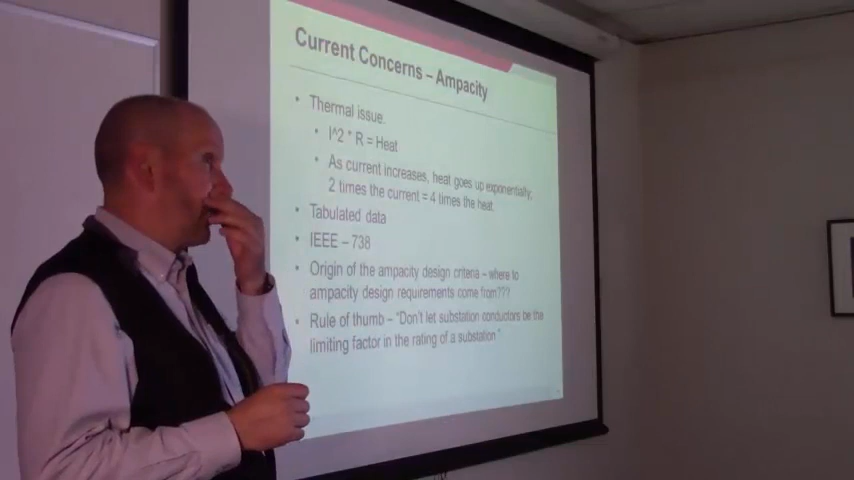 Current Concerns – Ampacity
• Thermal issue.
• I^2 * R = Heat
• As current increases, heat goes up exponentially;
2 times the current = 4 times the heat.
• Tabulated data
• IEEE – 738
• Origin of the ampacity design criteria – where to
ampacity design requirements come from???
• Rule of thumb – “Don’t let substation conductors be the
limiting factor in the rating of a substation”